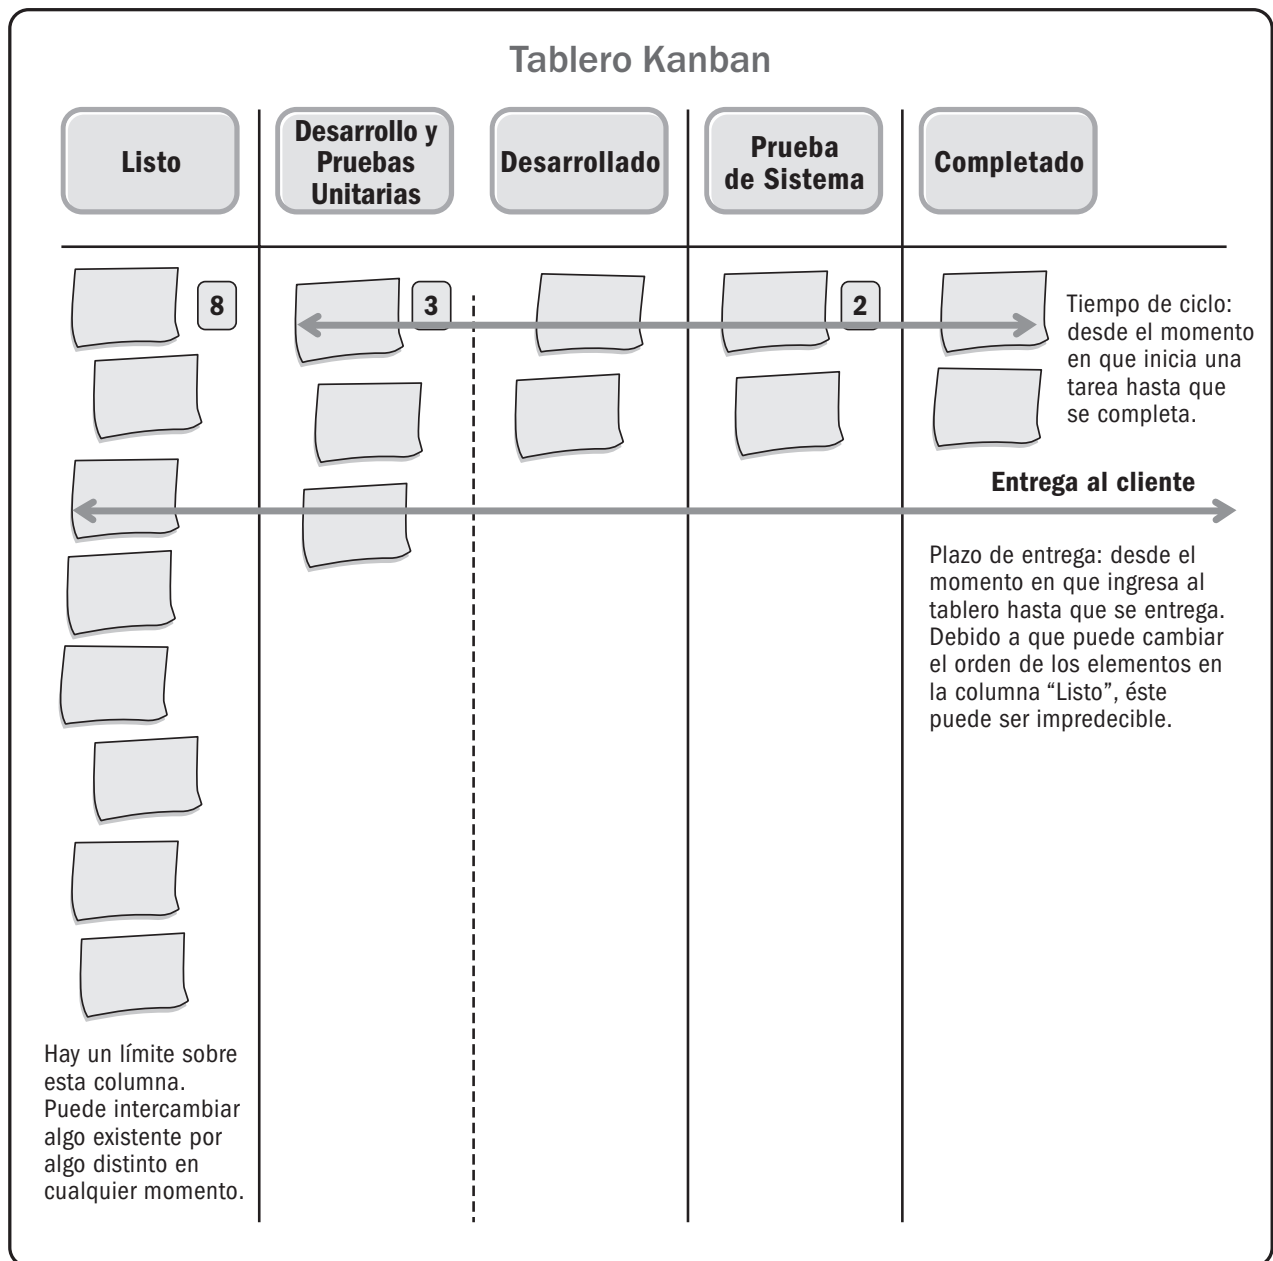 Tablero Kanban
Listo
Desarrollo y
Pruebas
Unitarias
Desarrollado
Prueba
de Sistema
Completado
8
3
2
Tiempo de ciclo:
desde el momento
en que inicia una
tarea hasta que
se completa.
Entrega al cliente
Plazo de entrega: desde el
momento en que ingresa al
tablero hasta que se entrega.
Debido a que puede cambiar
el orden de los elementos en
la columna “Listo”, éste
puede ser impredecible.
Hay un límite sobre
esta columna.
Puede intercambiar
algo existente por
algo distinto en
cualquier momento.